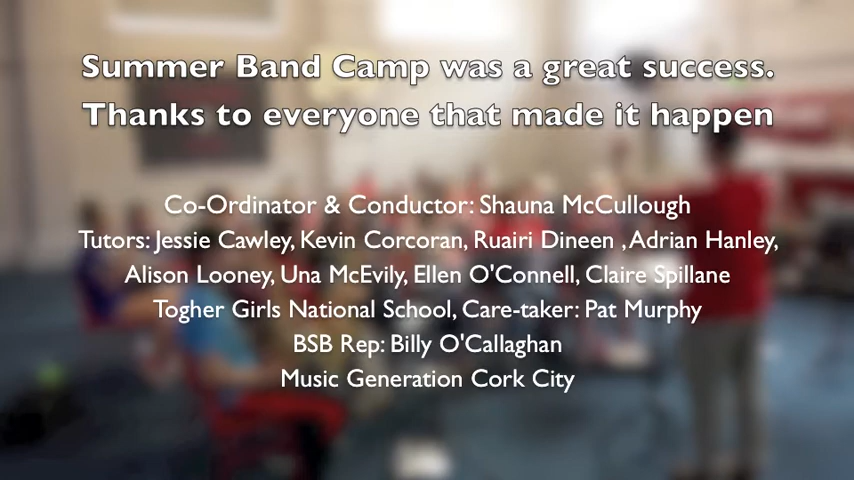 Summer Band Camp was a great success.
Thanks to everyone that made it happen
Co-Ordinator & Conductor: Shauna McCullough
Tutors: Jessie Cawley, Kevin Corcoran, Ruairi Dineen , Adrian Hanley,
Alison Looney, Una McEvily, Ellen O'Connell, Claire Spillane
Togher Girls National School, Care-taker: Pat Murphy
BSB Rep: Billy O'Callaghan
Music Generation Cork City